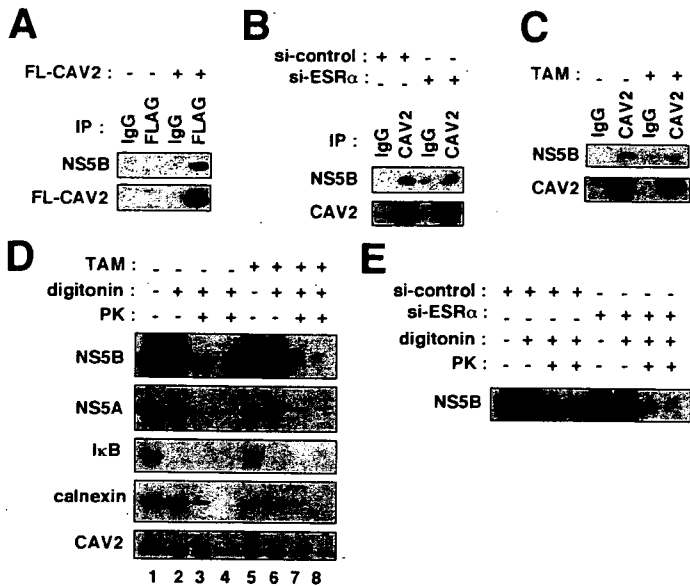 A
FL-CAV2 : - - + +
IP : IgG FLAG IgG FLAG
NS5B
FL-CAV2
B
si-control : + + - -
si-ESRα : - - + +
IP : IgG CAV2 IgG CAV2
NS5B
CAV2
C
TAM : - - + +
IgG CAV2 IgG CAV2
NS5B
CAV2
D
TAM : - - - - + + + +
digitonin : - + + + - + + +
PK : - - + + - - + +
NS5B
NS5A
IκB
calnexin
CAV2
1 2 3 4 5 6 7 8
E
si-control : + + + + - - - -
si-ESRα : - - - - + + + +
digitonin : - + + + - + + +
PK : - - + + - - + +
NS5B